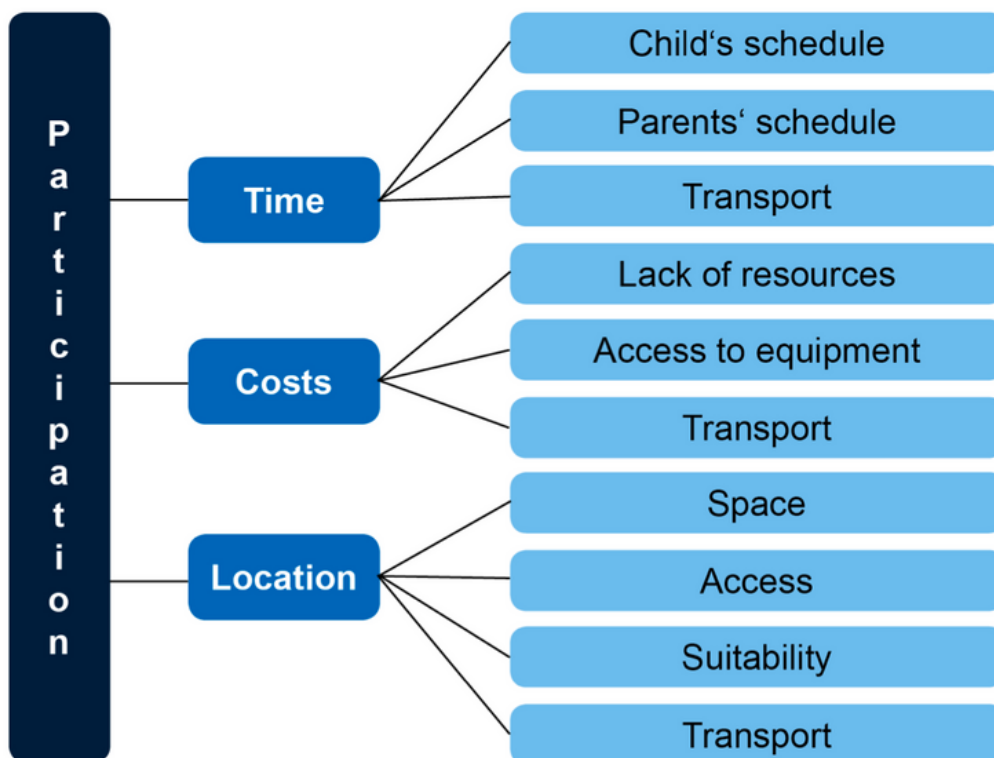 Participation
Time
Child‘s schedule
Parents‘ schedule
Transport
Costs
Lack of resources
Access to equipment
Transport
Location
Space
Access
Suitability
Transport